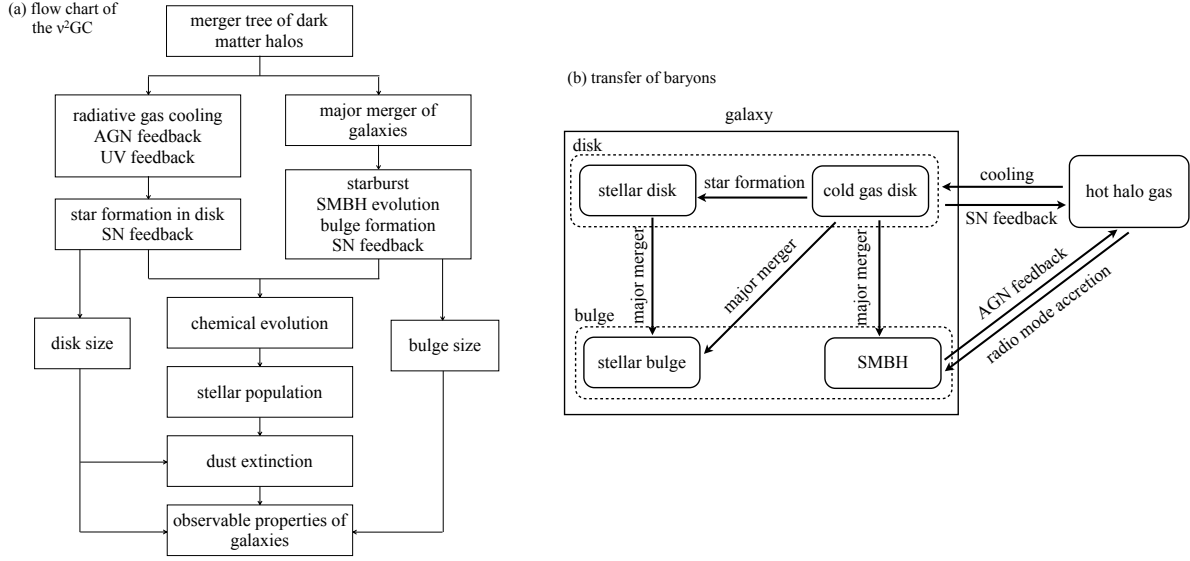 (a) flow chart of
the ν²GC
merger tree of dark
matter halos
radiative gas cooling
AGN feedback
UV feedback
major merger of
galaxies
star formation in disk
SN feedback
starburst
SMBH evolution
bulge formation
SN feedback
chemical evolution
disk size
bulge size
stellar population
dust extinction
observable properties of
galaxies
(b) transfer of baryons
galaxy
disk
stellar disk
star formation
cold gas disk
cooling
SN feedback
hot halo gas
major merger
major merger
major merger
AGN feedback
radio mode accretion
bulge
stellar bulge
SMBH